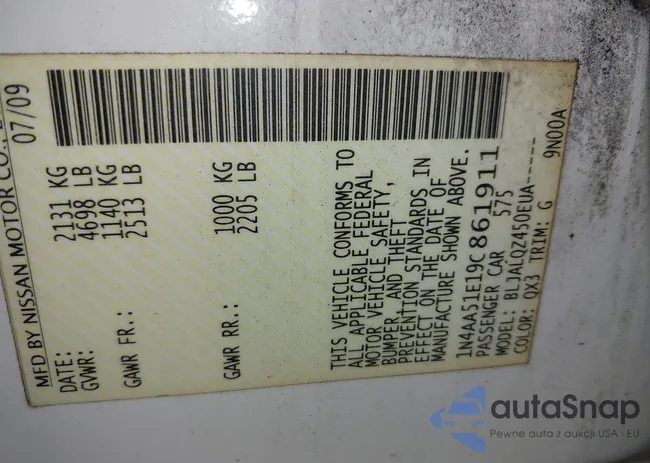 MFD BY NISSAN MOTOR CO.,
DATE: 07/09
GVWR: 2131 KG
4698 LB
GAWR FR.: 1140 KG
2513 LB
GAWR RR.: 1000 KG
2205 LB
THIS VEHICLE CONFORMS TO
ALL APPLICABLE FEDERAL
MOTOR VEHICLE SAFETY,
BUMPER, AND THEFT
PREVENTION STANDARDS IN
EFFECT ON THE DATE OF
MANUFACTURE SHOWN ABOVE.
1N4AA51E19C861911
PASSENGER CAR 575
MODEL: BLJALQZ450EUA-----
COLOR: QX3 TRIM: G 9N00A
autaSnap
Pewne auta z aukcji USA i EU